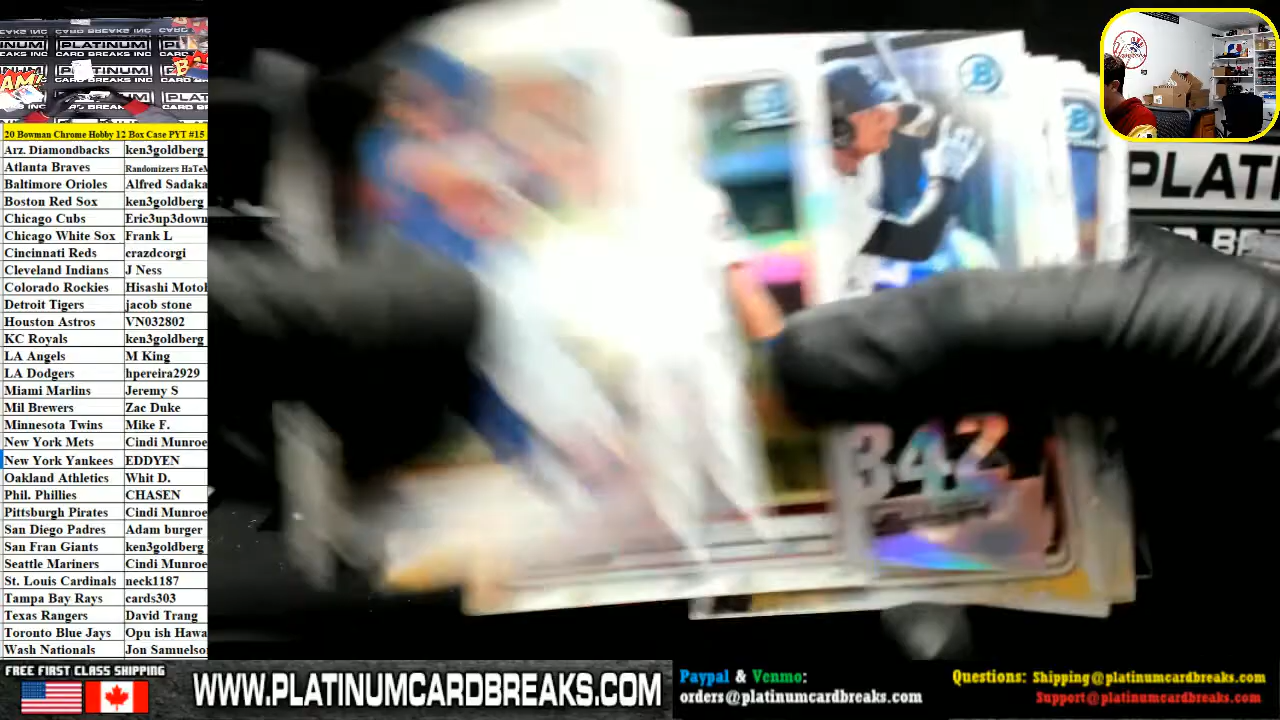 20 Bowman Chrome Hobby 12 Box Case PYT #15
Arz. Diamondbacks ken3goldberg
Atlanta Braves Randomizers HaTeM
Baltimore Orioles Alfred Sadaka
Boston Red Sox ken3goldberg
Chicago Cubs Eric3up3down
Chicago White Sox Frank L
Cincinnati Reds crazdcorgi
Cleveland Indians J Ness
Colorado Rockies Hisashi Motol
Detroit Tigers jacob stone
Houston Astros VN032802
KC Royals ken3goldberg
LA Angels M King
LA Dodgers hpereira2929
Miami Marlins Jeremy S
Mil Brewers Zac Duke
Minnesota Twins Mike F.
New York Mets Cindi Munroe
New York Yankees EDDYEN
Oakland Athletics Whit D.
Phil. Phillies CHASEN
Pittsburgh Pirates Cindi Munroe
San Diego Padres Adam burger
San Fran Giants ken3goldberg
Seattle Mariners Cindi Munroe
St. Louis Cardinals neck1187
Tampa Bay Rays cards303
Texas Rangers David Trang
Toronto Blue Jays Opu ish Hawa
Wash Nationals Jon Samuelso
PLATINUM
CARD BREAKS INC
PLATI
FREE FIRST CLASS SHIPPING
WWW.PLATINUMCARDBREAKS.COM
Paypal & Venmo:
orders@platinumcardbreaks.com
Questions: Shipping@platinumcardbreaks.com
Support@platinumcardbreaks.com